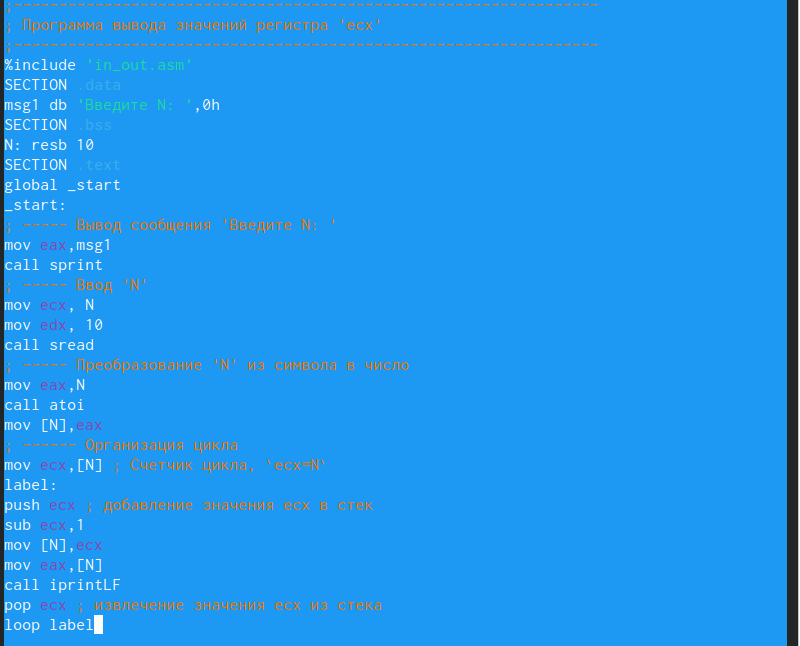 ;-----------------------------------------------------------------
; Программа вывода значений регистра 'ecx'
;-----------------------------------------------------------------
%include 'in_out.asm'
SECTION .data
msg1 db 'Введите N: ',0h
SECTION .bss
N: resb 10
SECTION .text
global _start
_start:
; ----- Вывод сообщения 'Введите N: '
mov eax,msg1
call sprint
; ----- Ввод 'N'
mov ecx, N
mov edx, 10
call sread
; ----- Преобразование 'N' из символа в число
mov eax,N
call atoi
mov [N],eax
; ------ Организация цикла
mov ecx,[N] ; Счетчик цикла, `ecx=N`
label:
push ecx ; добавление значения ecx в стек
sub ecx,1
mov [N],ecx
mov eax,[N]
call iprintLF
pop ecx ; извлечение значения ecx из стека
loop label